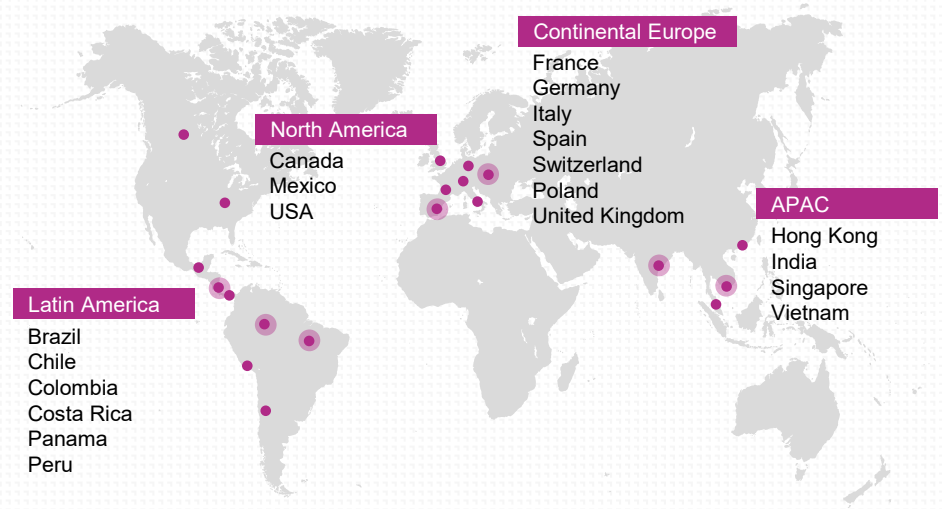 Continental Europe
France
Germany
Italy
Spain
Switzerland
Poland
United Kingdom
North America
Canada
Mexico
USA
APAC
Hong Kong
India
Singapore
Vietnam
Latin America
Brazil
Chile
Colombia
Costa Rica
Panama
Peru